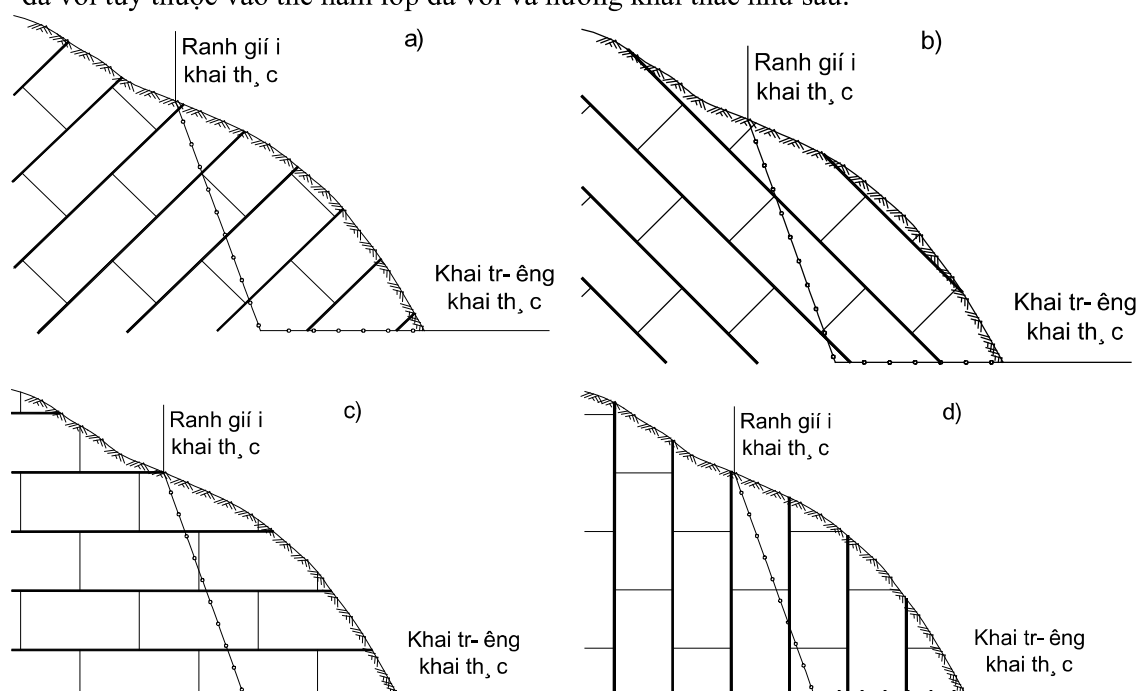 đá vôi tùy thuộc vào thế nằm lớp đá vôi và hướng khai thác như sau:
a)
Ranh gií i
khai th¸ c
Khai tr- êng
khai th¸ c
b)
Ranh gií i
khai th¸ c
Khai tr- êng
khai th¸ c
c)
Ranh gií i
khai th¸ c
Khai tr- êng
khai th¸ c
d)
Ranh gií i
khai th¸ c
Khai tr- êng
khai th¸ c